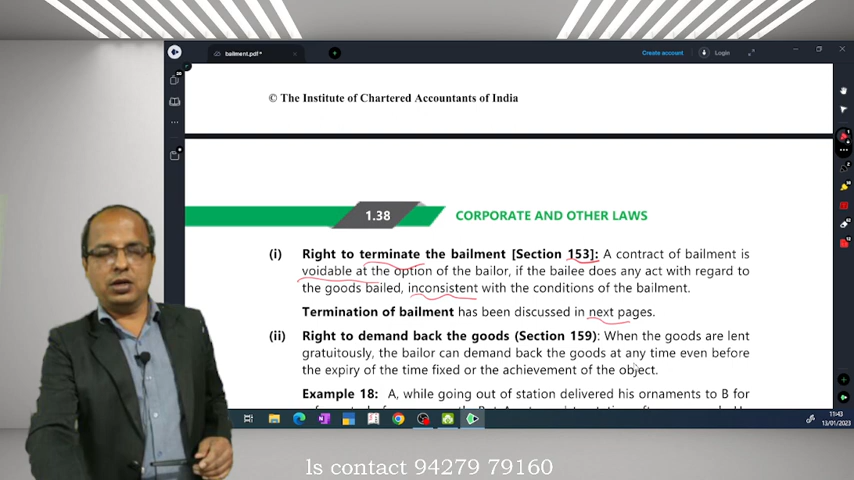 bailment.pdf*
Create account
Login
© The Institute of Chartered Accountants of India
1.38 CORPORATE AND OTHER LAWS
(i) Right to terminate the bailment [Section 153]: A contract of bailment is
voidable at the option of the bailor, if the bailee does any act with regard to
the goods bailed, inconsistent with the conditions of the bailment.
Termination of bailment has been discussed in next pages.
(ii) Right to demand back the goods (Section 159): When the goods are lent
gratuitously, the bailor can demand back the goods at any time even before
the expiry of the time fixed or the achievement of the object.
Example 18: A, while going out of station delivered his ornaments to B for
11:43
13/01/2023
ls contact 94279 79160